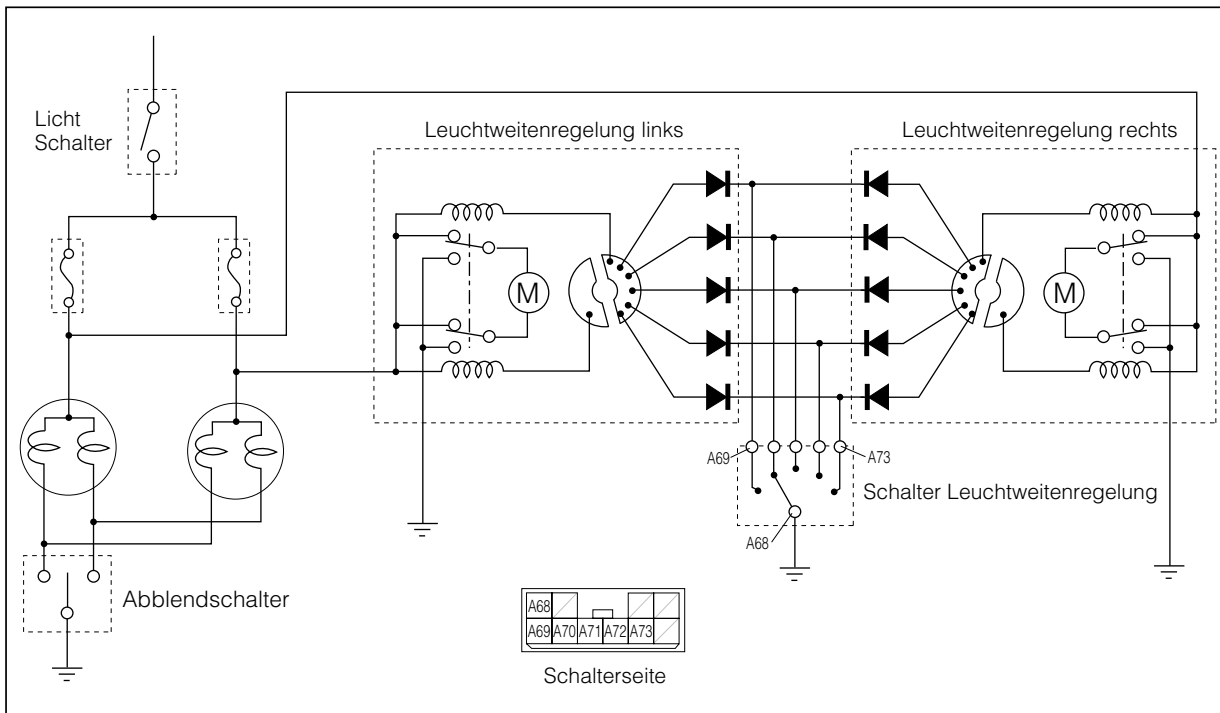 Licht
Schalter
Leuchtweitenregelung links
Leuchtweitenregelung rechts
M
M
A69
A73
Schalter Leuchtweitenregelung
A68
Abblendschalter
A68
A69 A70 A71 A72 A73
Schalterseite